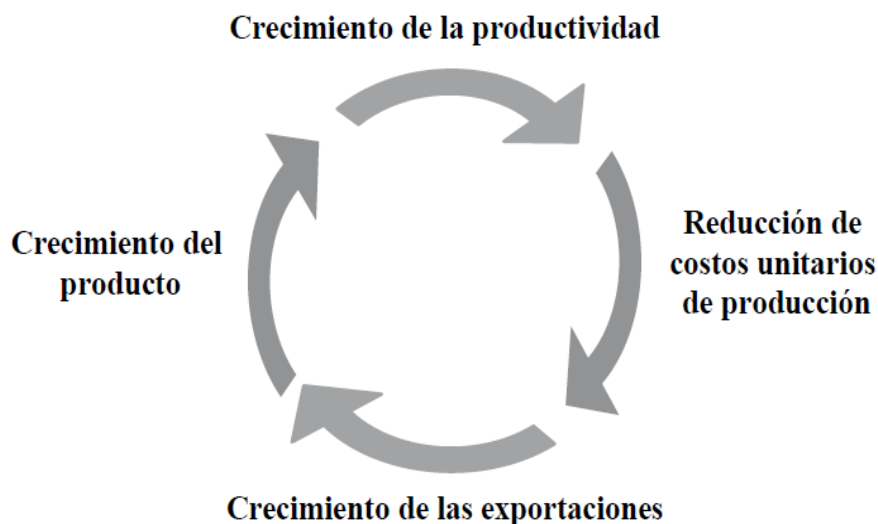 Crecimiento de la productividad
Reducción de
costos unitarios
de producción
Crecimiento del
producto
Crecimiento de las exportaciones